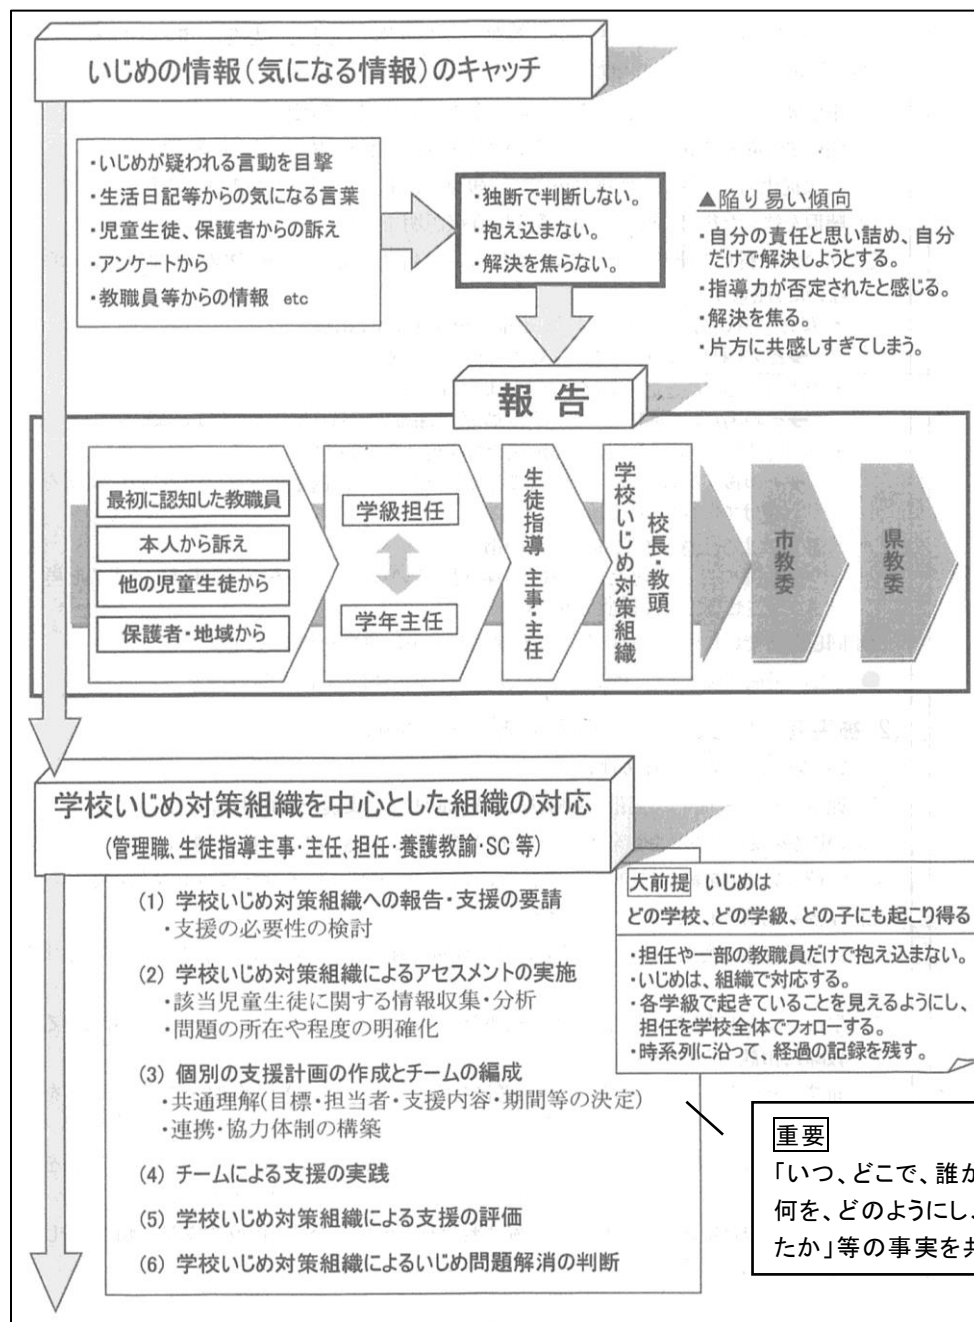 いじめの情報（気になる情報）のキャッチ
・いじめが疑われる言動を目撃
・生活日記等からの気になる言葉
・児童生徒、保護者からの訴え
・アンケートから
・教職員等からの情報 etc
・独断で判断しない。
・抱え込まない。
・解決を焦らない。
▲陥り易い傾向
・自分の責任と思い詰め、自分
だけで解決しようとする。
・指導力が否定されたと感じる。
・解決を焦る。
・片方に共感しすぎてしまう。
報 告
最初に認知した教職員
本人から訴え
他の児童生徒から
保護者・地域から
学級担任
学年主任
生徒指導 主事・主任
校長・教頭
学校いじめ対策組織
市教委
県教委
学校いじめ対策組織を中心とした組織の対応
（管理職、生徒指導主事・主任、担任・養護教諭・SC 等）
(1) 学校いじめ対策組織への報告・支援の要請
・支援の必要性の検討
(2) 学校いじめ対策組織によるアセスメントの実施
・該当児童生徒に関する情報収集・分析
・問題の所在や程度の明確化
(3) 個別の支援計画の作成とチームの編成
・共通理解(目標・担当者・支援内容・期間等の決定)
・連携・協力体制の構築
(4) チームによる支援の実践
(5) 学校いじめ対策組織による支援の評価
(6) 学校いじめ対策組織によるいじめ問題解消の判断
大前提 いじめは
どの学校、どの学級、どの子にも起こり得る
・担任や一部の教職員だけで抱え込まない。
・いじめは、組織で対応する。
・各学級で起きていることを見えるようにし、
担任を学校全体でフォローする。
・時系列に沿って、経過の記録を残す。
重要
「いつ、どこで、誰が
何を、どのようにし、
たか」等の事実を